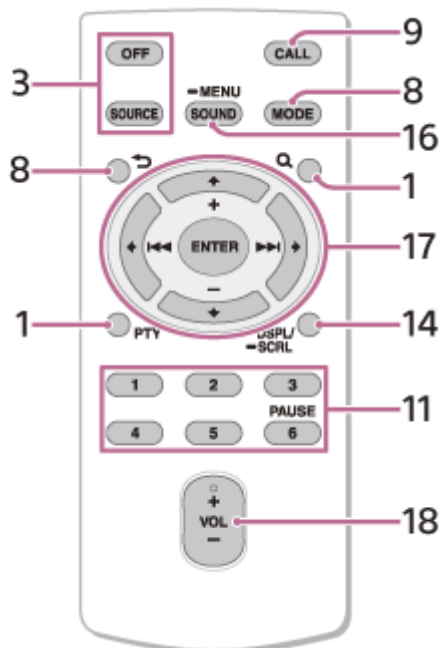 9
OFF
CALL
3
–MENU
8
SOURCE
SOUND
MODE
16
8
1
+
ENTER
17
–
1
PTY
DSPL/
–SCRL
14
1
2
3
11
PAUSE
4
5
6
+
VOL
18
–